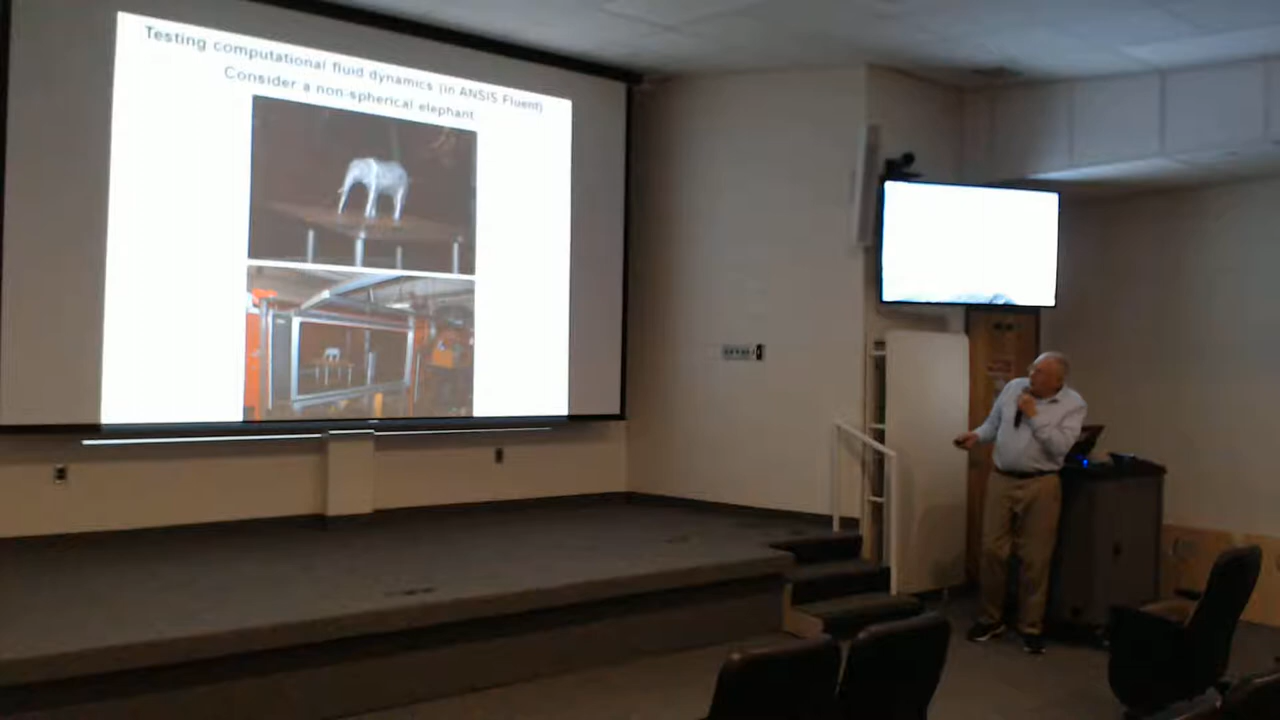 Testing computational fluid dynamics (in ANSIS Fluent)
Consider a non-spherical elephant